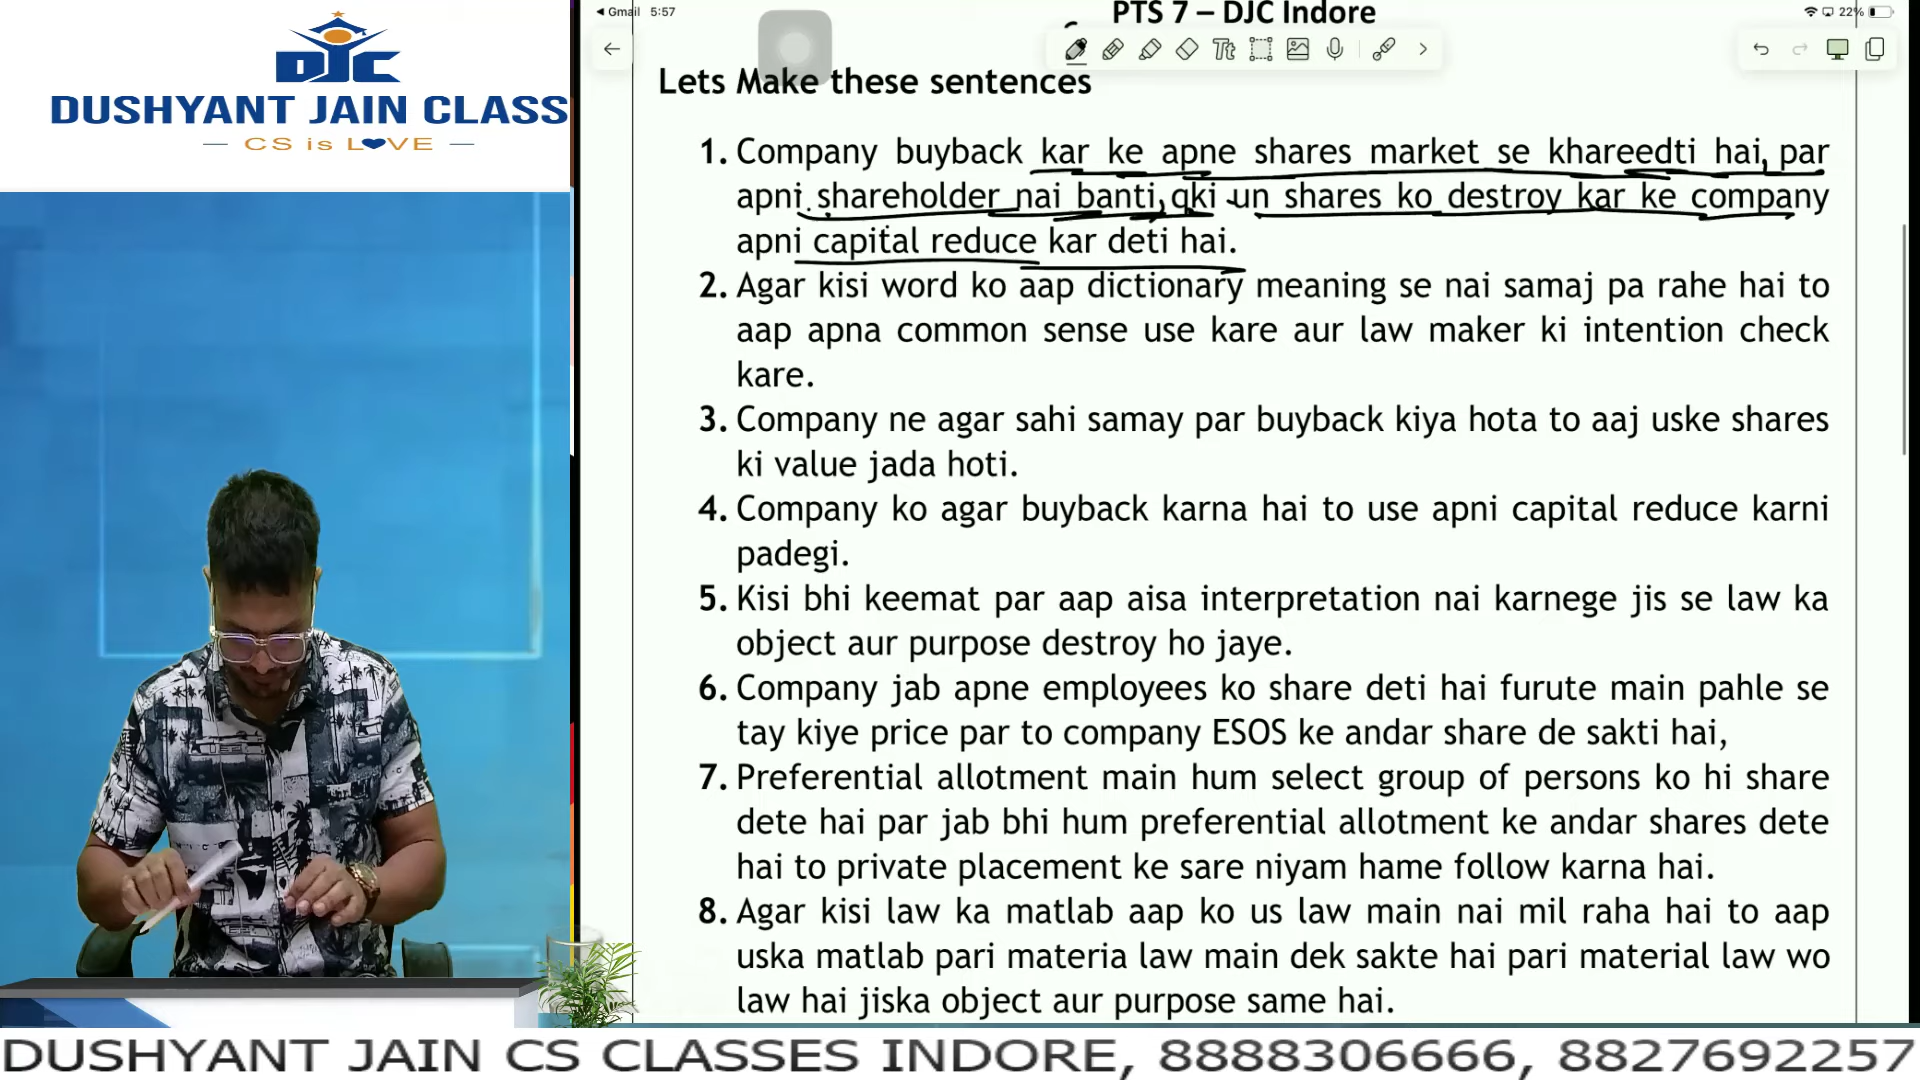 DJC
DUSHYANT JAIN CLASS
— CS is L❤VE —
◄ Gmail 5:57
PTS 7 – DJC Indore
22%
Tt
Lets Make these sentences
1. Company buyback kar ke apne shares market se khareedti hai, par
apni shareholder nai banti, qki un shares ko destroy kar ke company
apni capital reduce kar deti hai.
2. Agar kisi word ko aap dictionary meaning se nai samaj pa rahe hai to
aap apna common sense use kare aur law maker ki intention check
kare.
3. Company ne agar sahi samay par buyback kiya hota to aaj uske shares
ki value jada hoti.
4. Company ko agar buyback karna hai to use apni capital reduce karni
padegi.
5. Kisi bhi keemat par aap aisa interpretation nai karnege jis se law ka
object aur purpose destroy ho jaye.
6. Company jab apne employees ko share deti hai furute main pahle se
tay kiye price par to company ESOS ke andar share de sakti hai,
7. Preferential allotment main hum select group of persons ko hi share
dete hai par jab bhi hum preferential allotment ke andar shares dete
hai to private placement ke sare niyam hame follow karna hai.
8. Agar kisi law ka matlab aap ko us law main nai mil raha hai to aap
uska matlab pari materia law main dek sakte hai pari material law wo
law hai jiska object aur purpose same hai.
DUSHYANT JAIN CS CLASSES INDORE, 8888306666, 8827692257